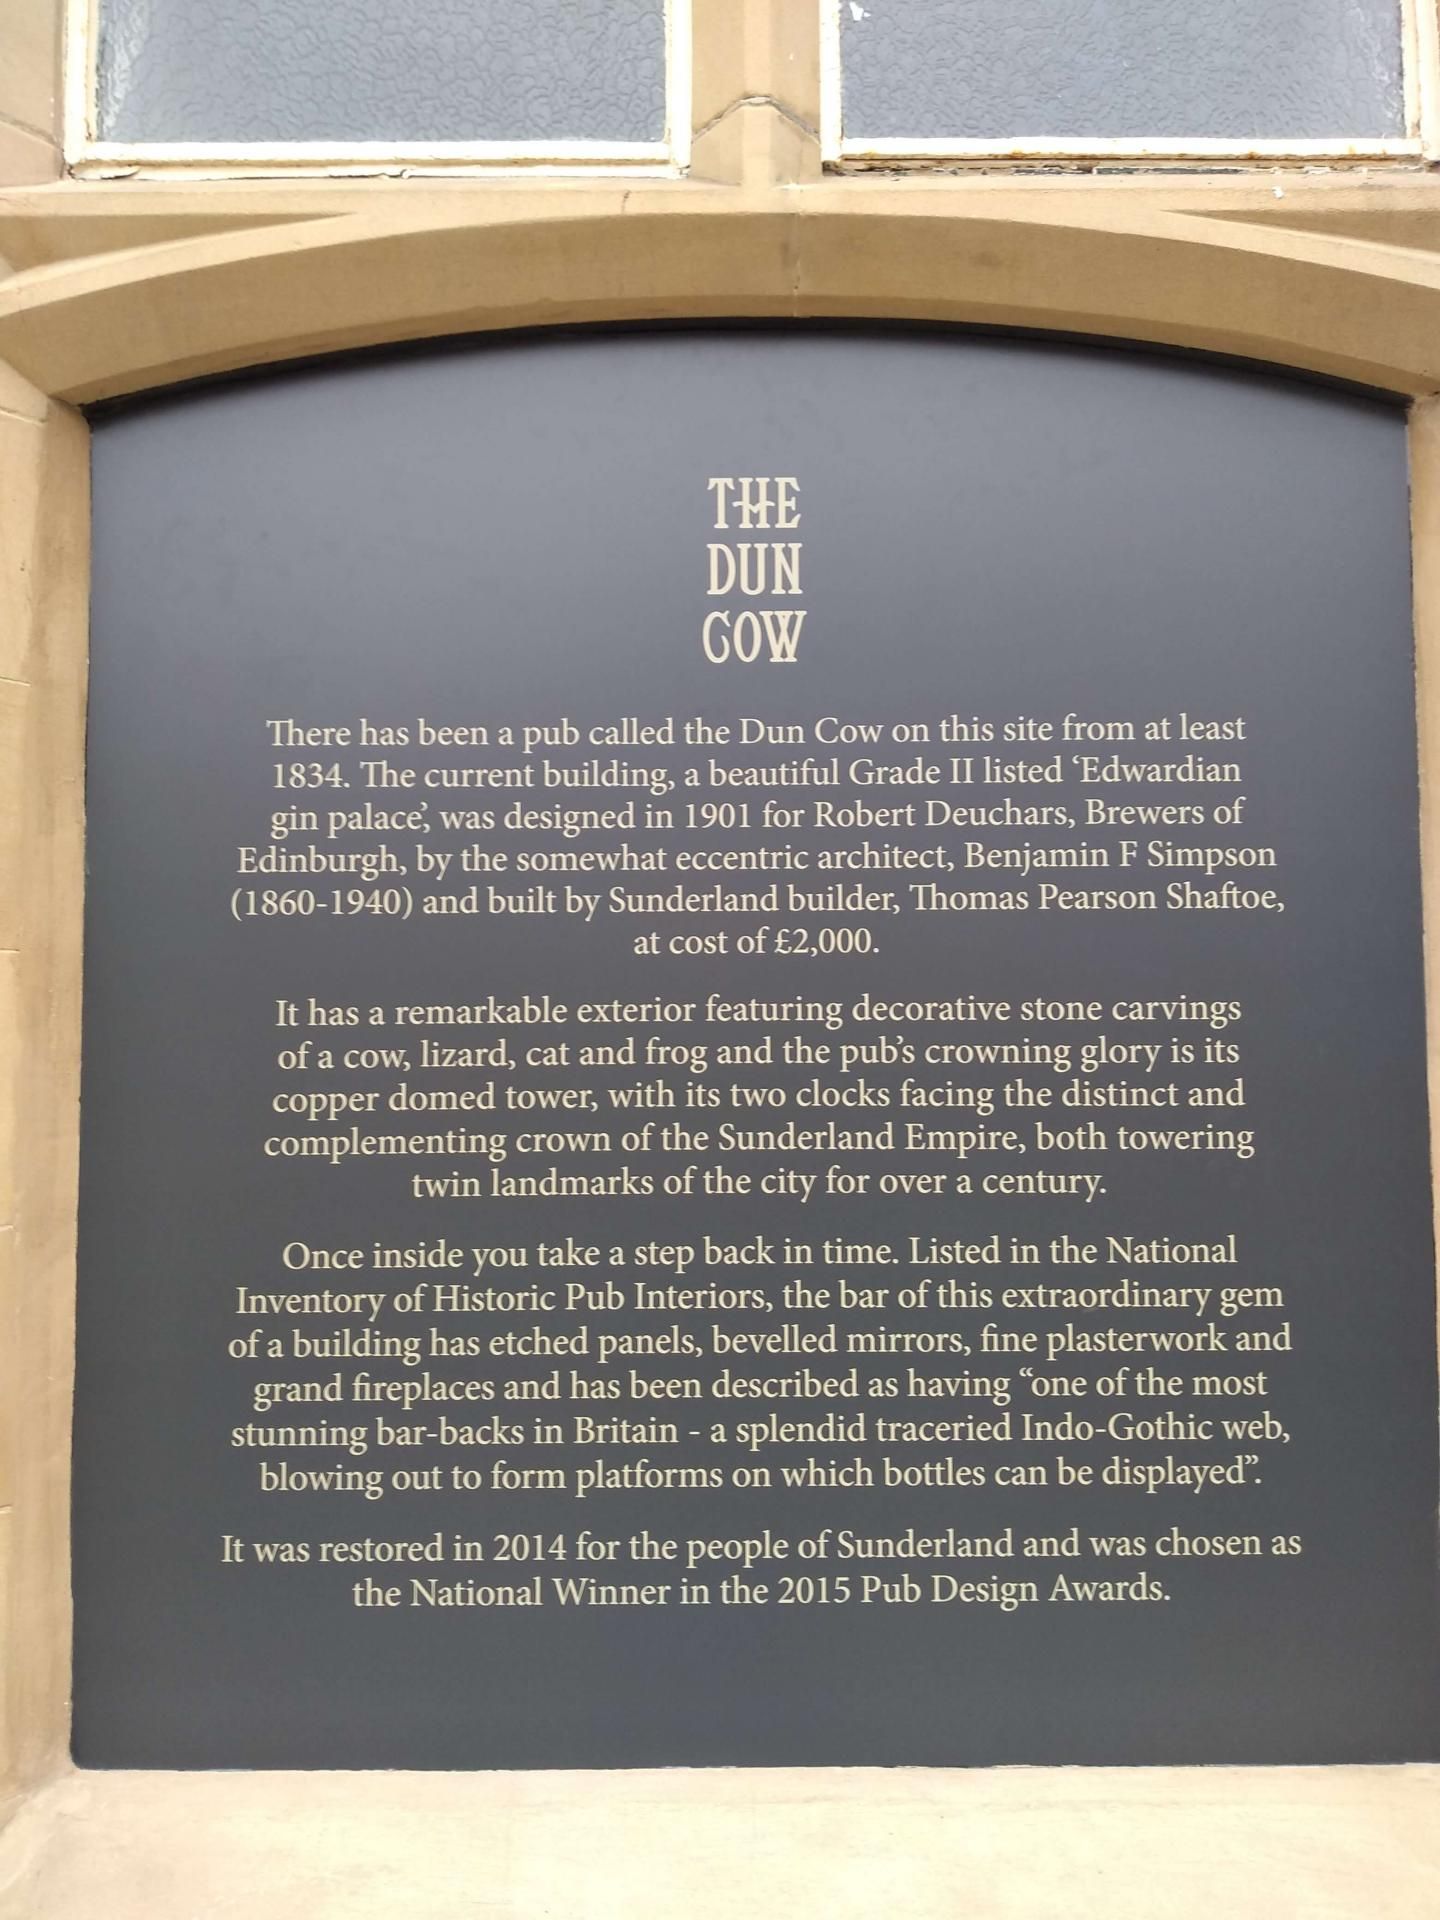 THE
DUN
COW
There has been a pub called the Dun Cow on this site from at least
1834. The current building, a beautiful Grade II listed ‘Edwardian
gin palace’, was designed in 1901 for Robert Deuchars, Brewers of
Edinburgh, by the somewhat eccentric architect, Benjamin F Simpson
(1860-1940) and built by Sunderland builder, Thomas Pearson Shaftoe,
at cost of £2,000.
It has a remarkable exterior featuring decorative stone carvings
of a cow, lizard, cat and frog and the pub’s crowning glory is its
copper domed tower, with its two clocks facing the distinct and
complementing crown of the Sunderland Empire, both towering
twin landmarks of the city for over a century.
Once inside you take a step back in time. Listed in the National
Inventory of Historic Pub Interiors, the bar of this extraordinary gem
of a building has etched panels, bevelled mirrors, fine plasterwork and
grand fireplaces and has been described as having “one of the most
stunning bar-backs in Britain - a splendid traceried Indo-Gothic web,
blowing out to form platforms on which bottles can be displayed”.
It was restored in 2014 for the people of Sunderland and was chosen as
the National Winner in the 2015 Pub Design Awards.